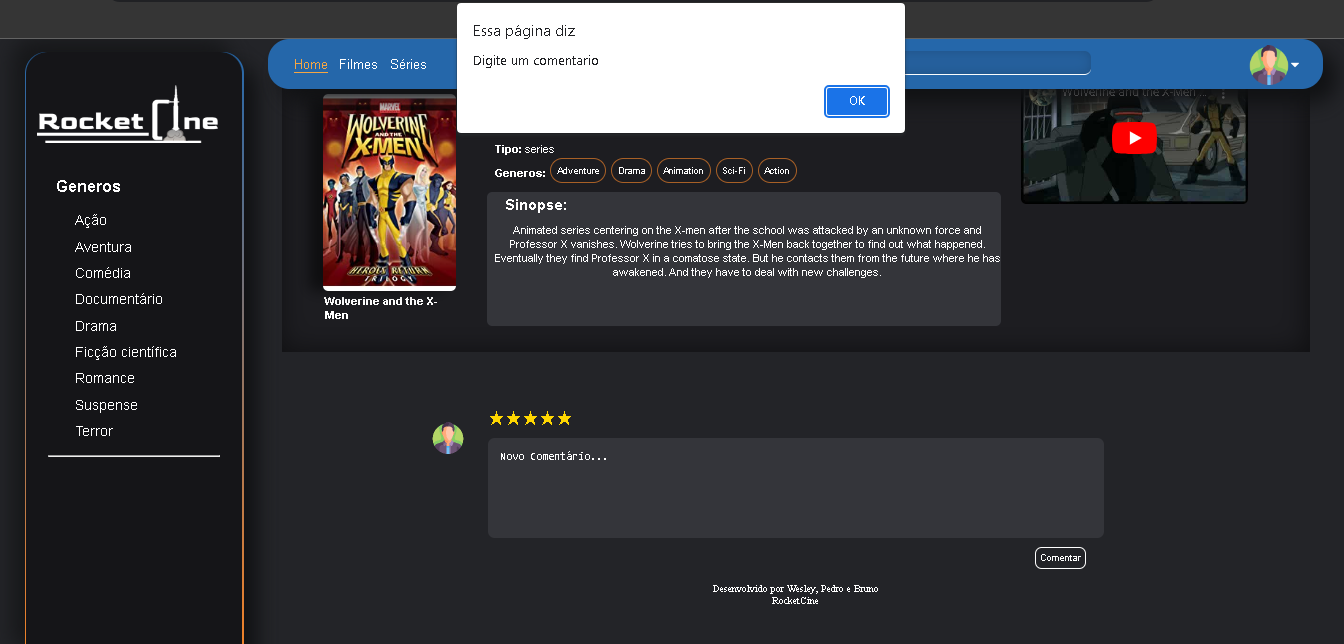 Essa página diz
Digite um comentario
OK
Home Filmes Séries
Rocket Cine
Generos
Ação
Aventura
Comédia
Documentário
Drama
Ficção científica
Romance
Suspense
Terror
MARVEL
WOLVERINE
AND THE
X-MEN
HEROES RETURN
TRILOGY
Wolverine and the X-
Men
Tipo: series
Generos: Adventure Drama Animation Sci-Fi Action
Sinopse:
Animated series centering on the X-men after the school was attacked by an unknown force and
Professor X vanishes. Wolverine tries to bring the X-Men back together to find out what happened.
Eventually they find Professor X in a comatose state. But he contacts them from the future where he has
awakened. And they have to deal with new challenges.
Wolverine and the X-Men ...
Novo Comentário...
Comentar
Desenvolvido por Wesley, Pedro e Bruno
RocketCine